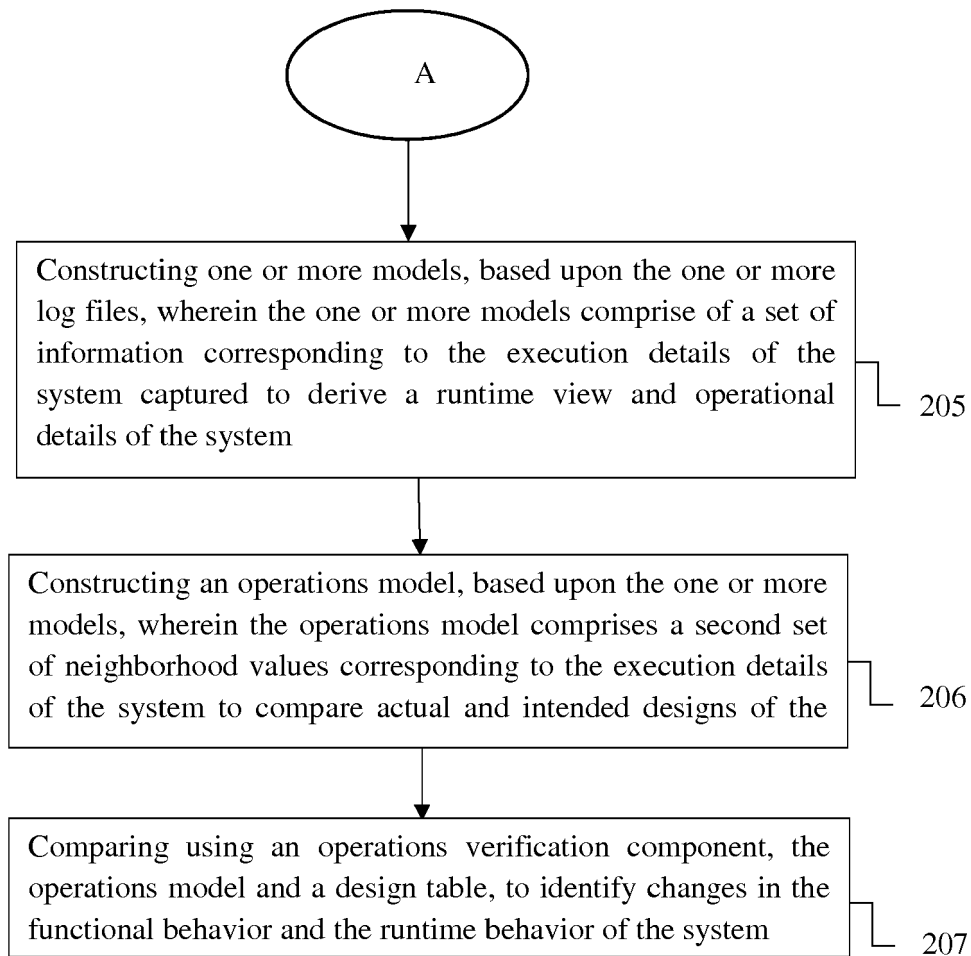 A
Constructing one or more models, based upon the one or more
log files, wherein the one or more models comprise of a set of
information corresponding to the execution details of the
system captured to derive a runtime view and operational
details of the system
205
Constructing an operations model, based upon the one or more
models, wherein the operations model comprises a second set
of neighborhood values corresponding to the execution details
of the system to compare actual and intended designs of the
206
Comparing using an operations verification component, the
operations model and a design table, to identify changes in the
functional behavior and the runtime behavior of the system
207